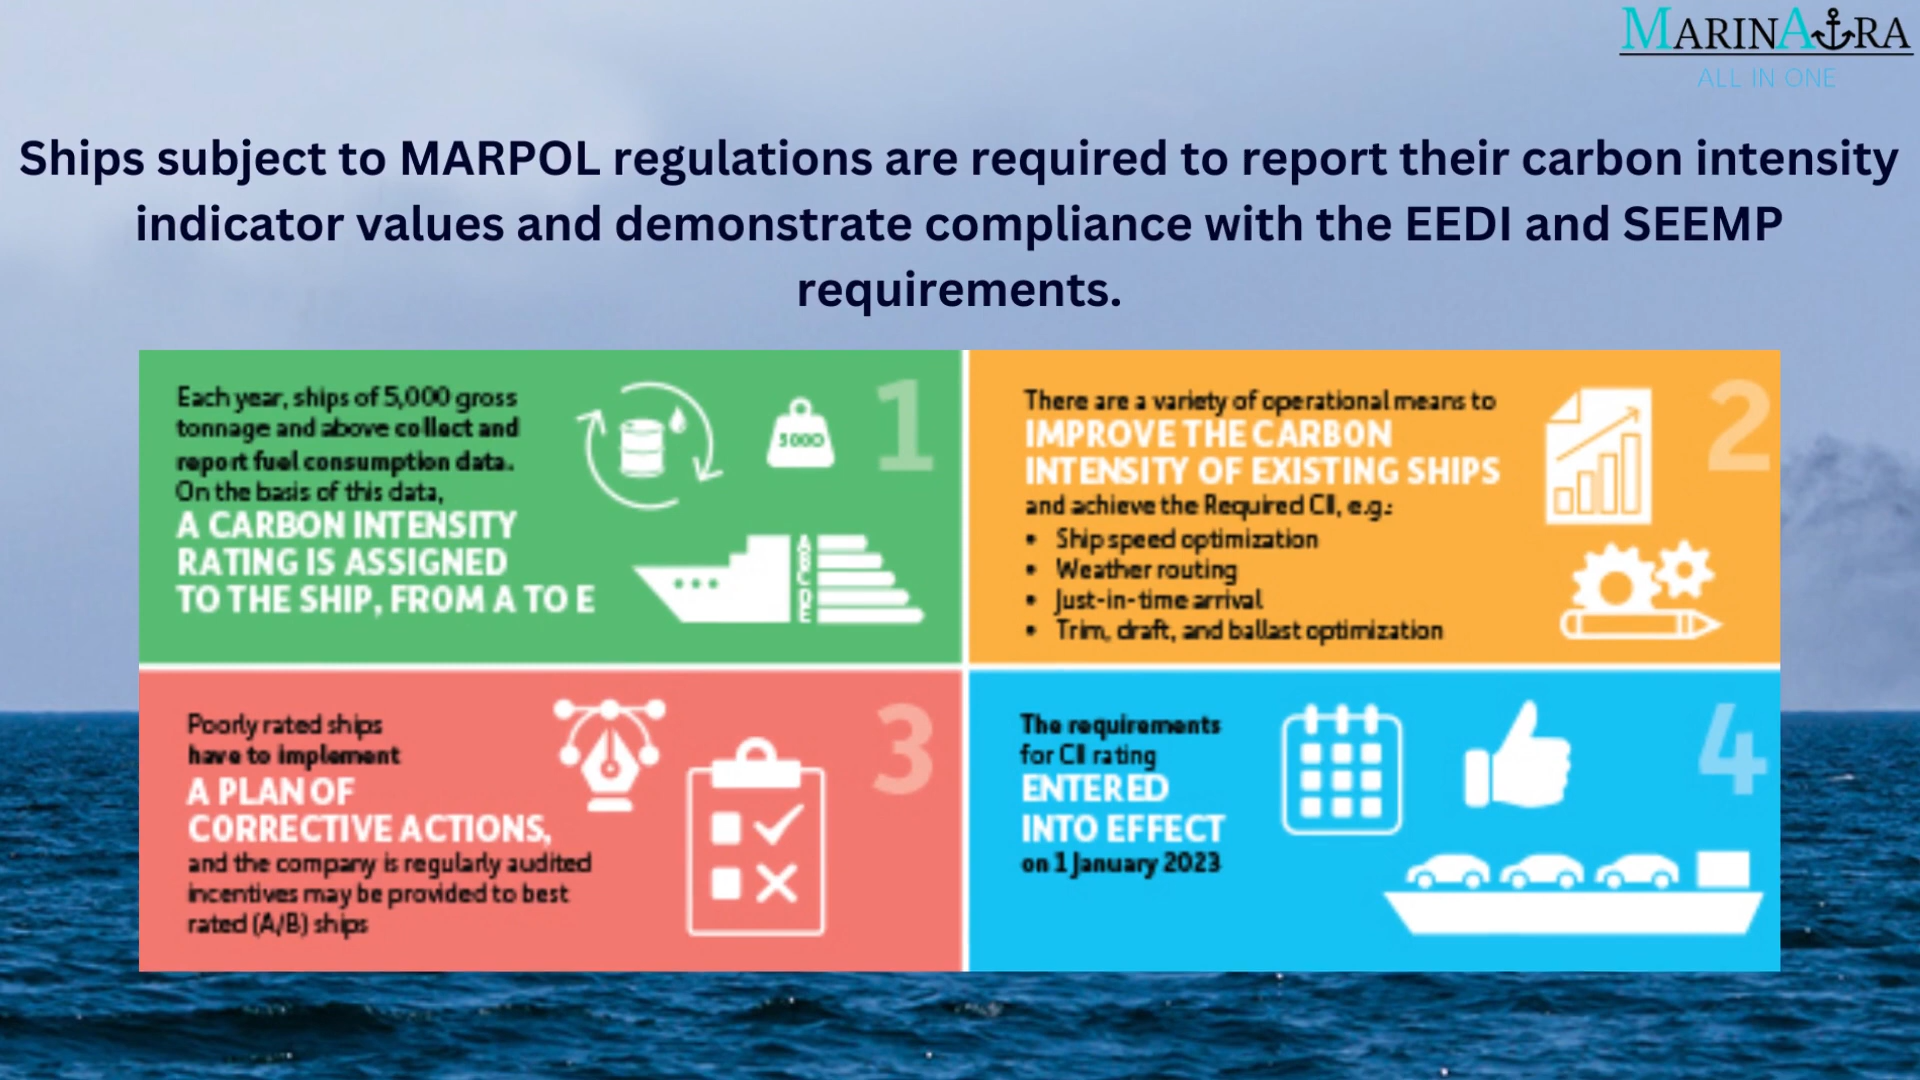 MARINAURA
ALL IN ONE
Ships subject to MARPOL regulations are required to report their carbon intensity
indicator values and demonstrate compliance with the EEDI and SEEMP
requirements.
Each year, ships of 5,000 gross
tonnage and above collect and
report fuel consumption data.
On the basis of this data,
A CARBON INTENSITY
RATING IS ASSIGNED
TO THE SHIP, FROM A TO E
5000
1
A
B
C
D
E
There are a variety of operational means to
IMPROVE THE CARBON
INTENSITY OF EXISTING SHIPS
and achieve the Required CII, e.g.:
• Ship speed optimization
• Weather routing
• Just-in-time arrival
• Trim, draft, and ballast optimization
2
Poorly rated ships
have to implement
A PLAN OF
CORRECTIVE ACTIONS,
and the company is regularly audited
incentives may be provided to best
rated (A/B) ships
3
The requirements
for CII rating
ENTERED
INTO EFFECT
on 1 January 2023
4